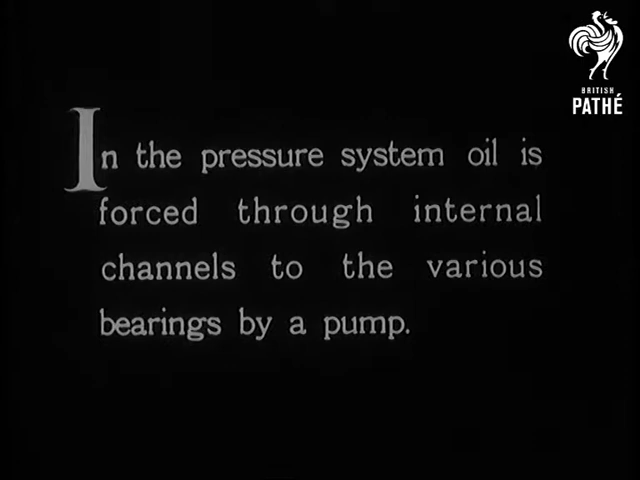 In the pressure system oil is
forced through internal
channels to the various
bearings by a pump.
BRITISH
PATHÉ